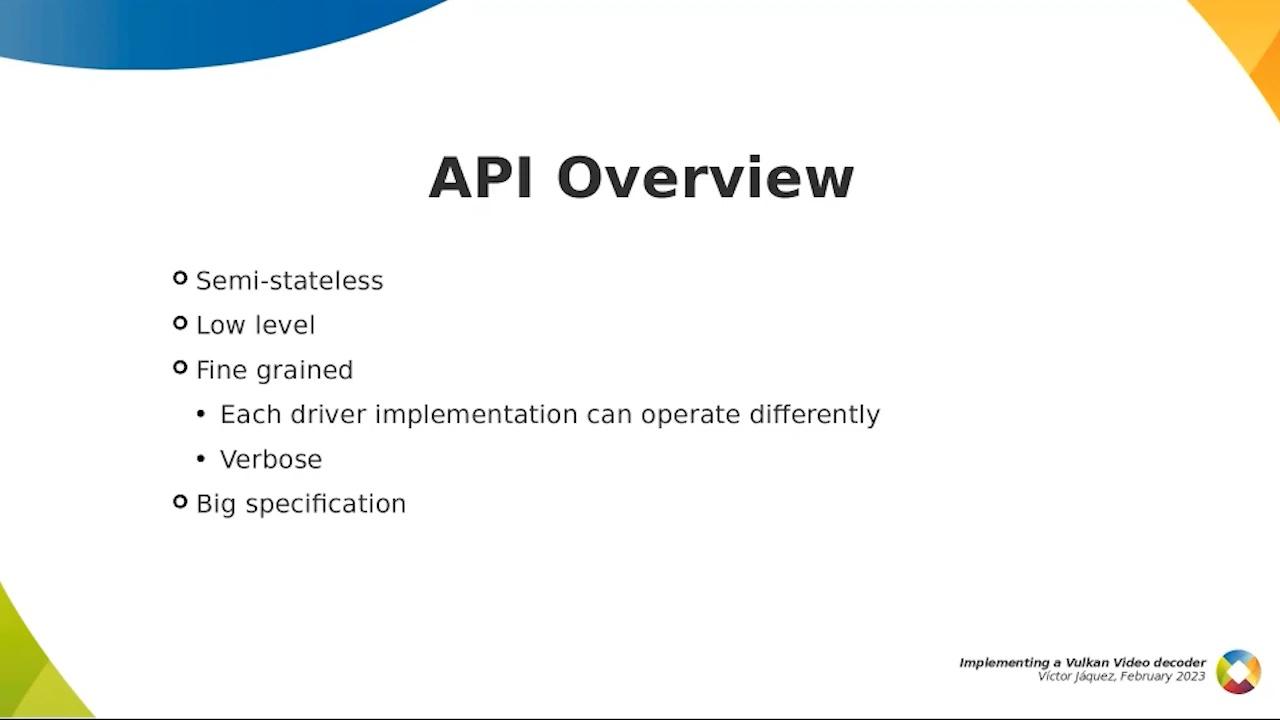 API Overview
Semi-stateless
Low level
Fine grained
Each driver implementation can operate differently
Verbose
Big specification
Implementing a Vulkan Video decoder
Víctor Jáquez, February 2023